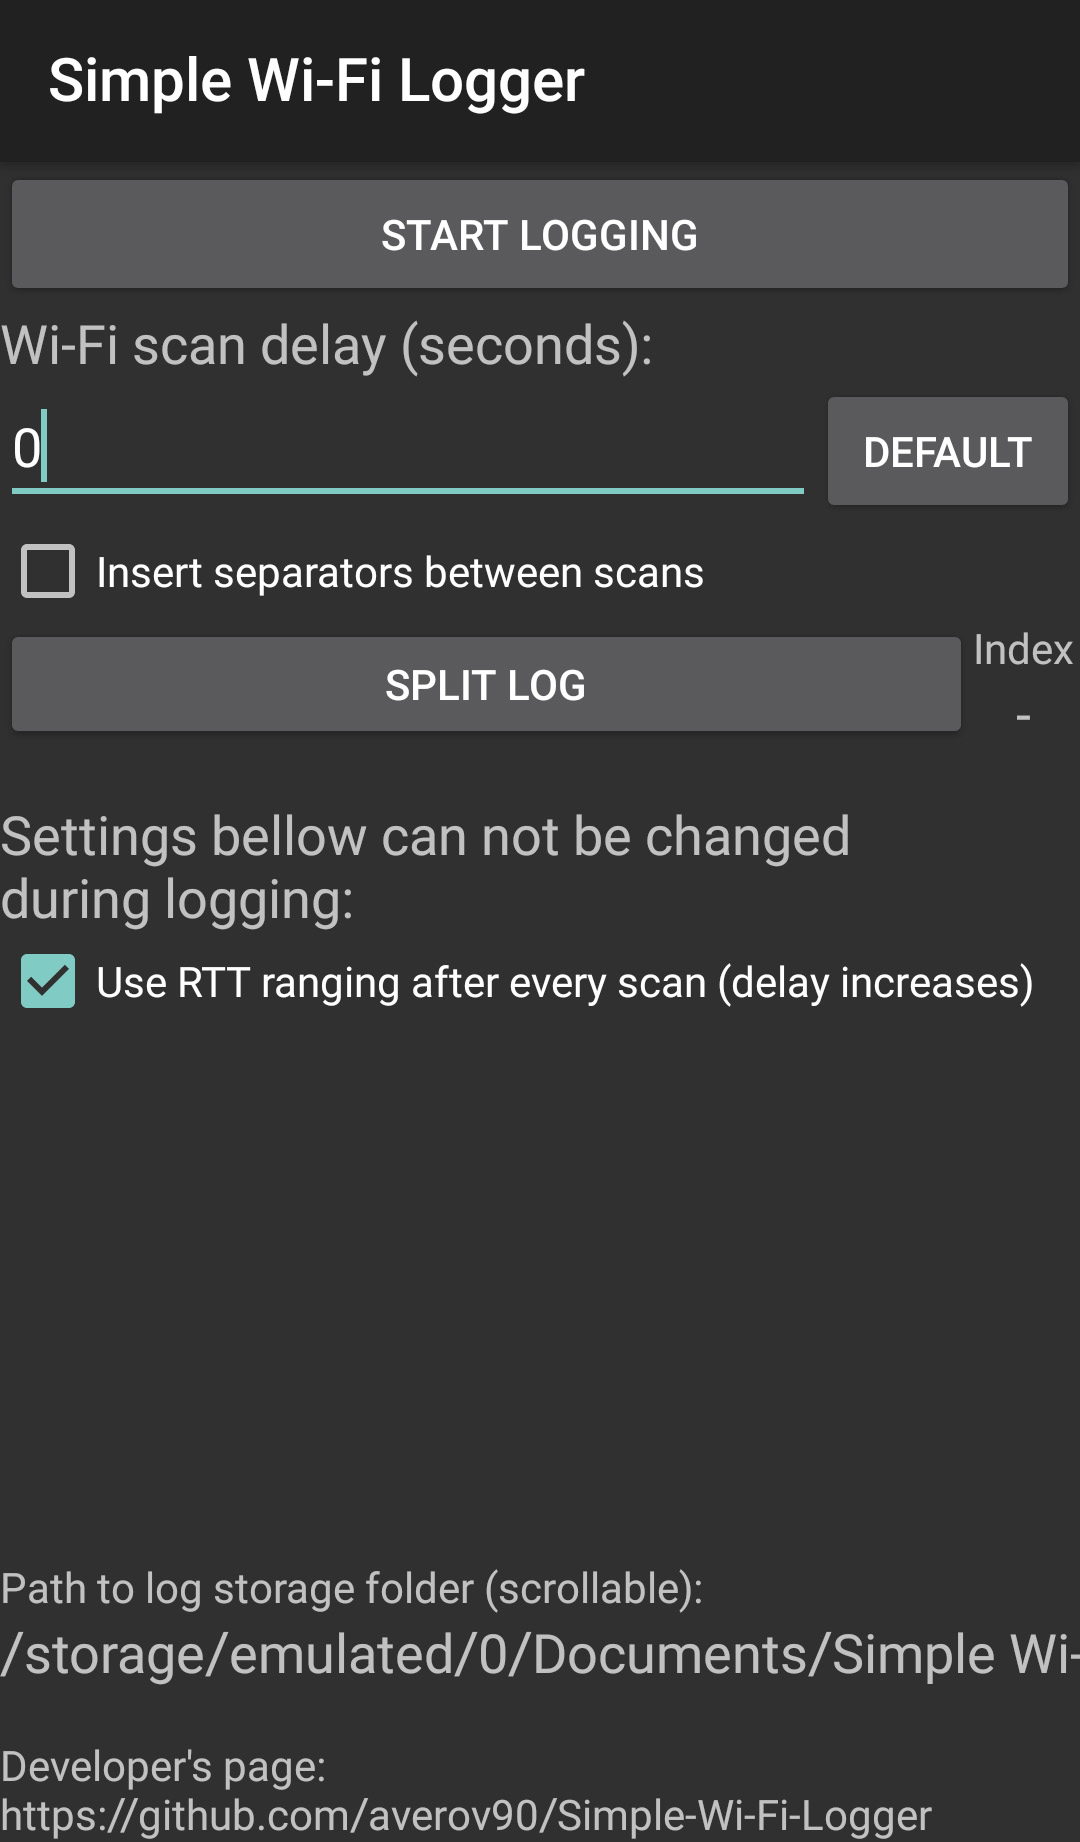 Simple Wi-Fi Logger
START LOGGING
Wi-Fi scan delay (seconds):
0
DEFAULT
Insert separators between scans
SPLIT LOG
Index
-
Settings bellow can not be changed
during logging:
Use RTT ranging after every scan (delay increases)
Path to log storage folder (scrollable):
/storage/emulated/0/Documents/Simple Wi-
Developer's page:
https://github.com/averov90/Simple-Wi-Fi-Logger